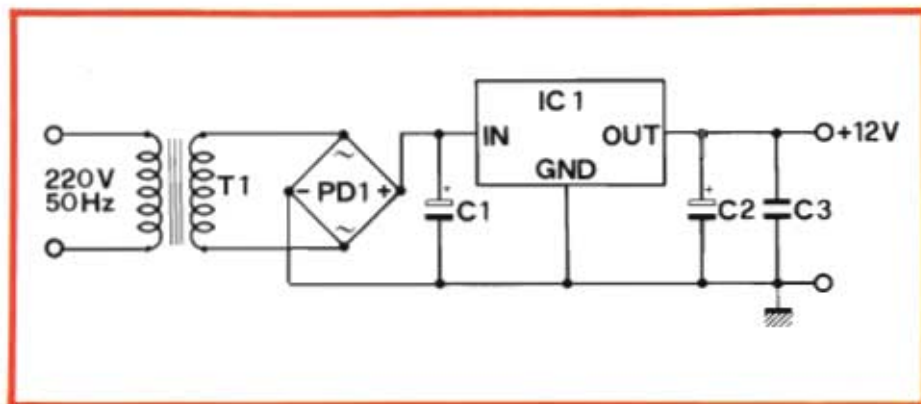 220V
50Hz
T1
~
- PD1 +
~
+
C1
IC 1
IN OUT
GND
+
C2
C3
+12V